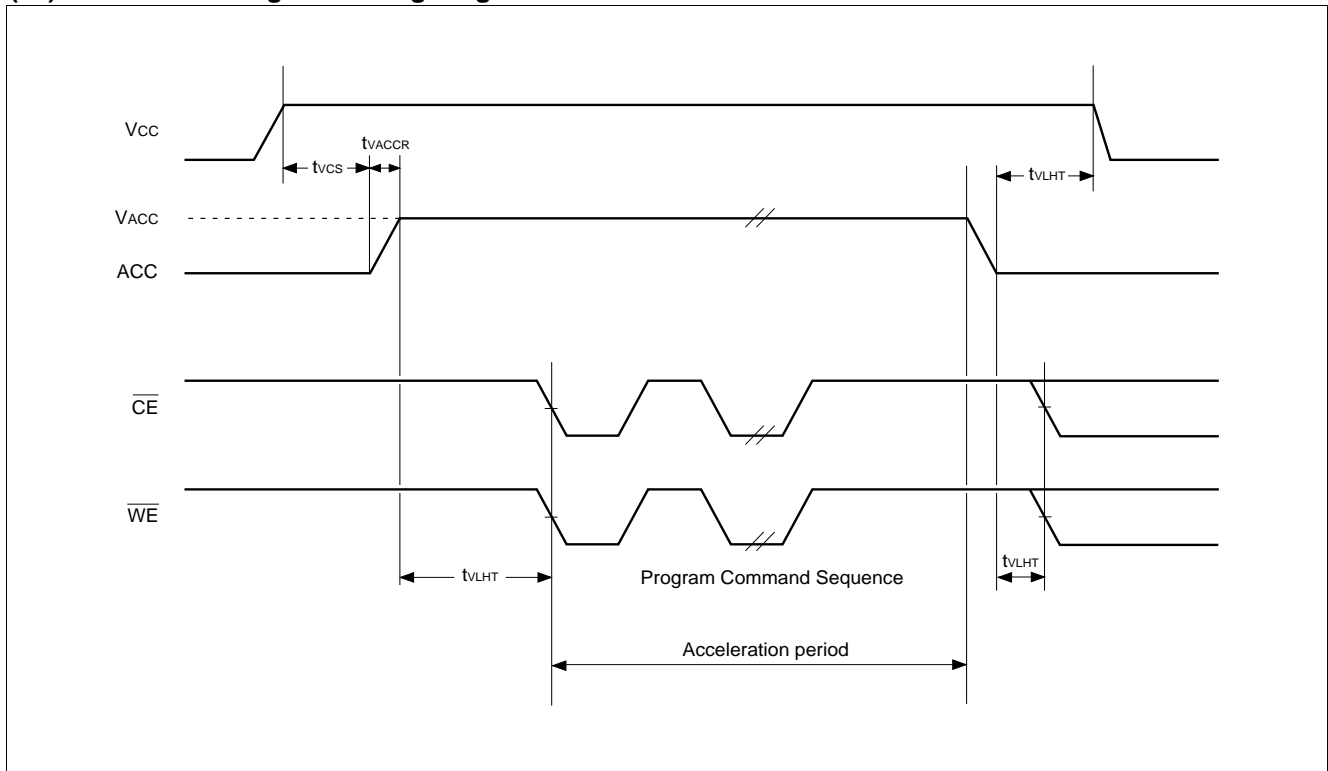 VCC
tVACCR
tVCS
tVLHT
VACC
ACC
CE
WE
tVLHT
Program Command Sequence
tVLHT
Acceleration period